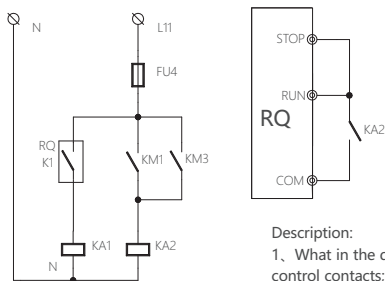 N
L11
FU4
RQ
K1
KM1
KM3
KA1
KA2
N
STOP
RUN
RQ
KA2
COM
Description:
1、What in the
control contacts: